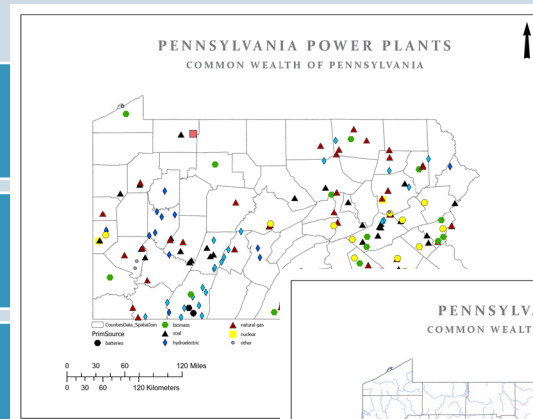 PENNSYLVANIA POWER PLANTS
COMMON WEALTH OF PENNSYLVANIA
CountiesData_SpatialJoin
PrimSource
batteries
biomass
coal
hydroelectric
natural gas
nuclear
other
0 30 60 120 Miles
0 30 60 120 Kilometers
PENNSYLVA
COMMON WEALT